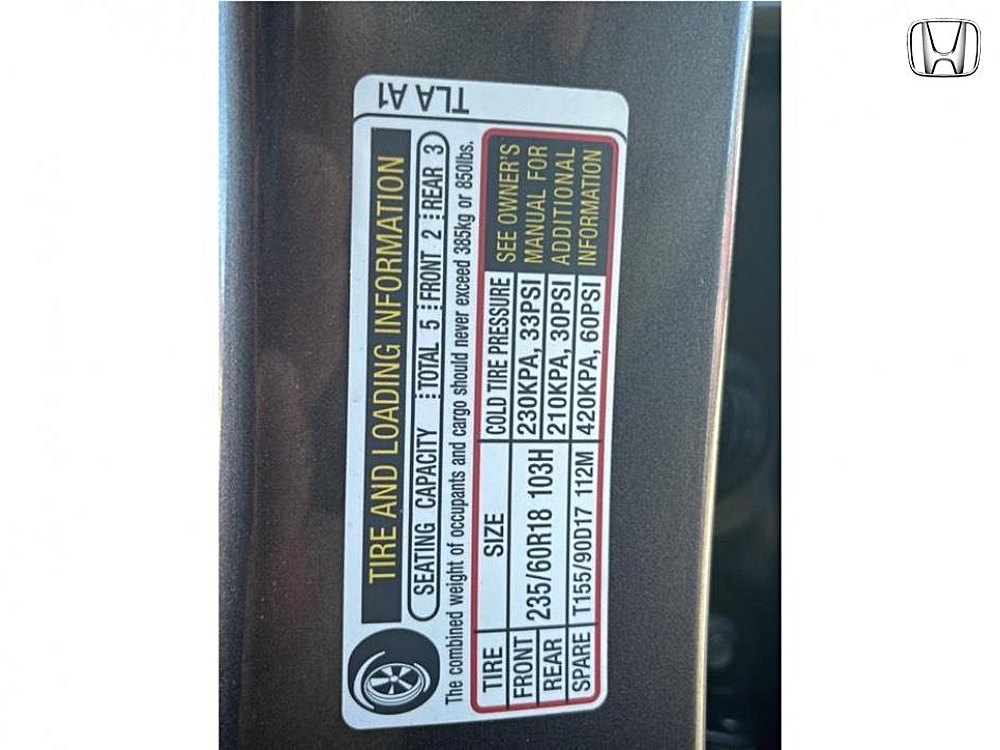 TLA A1
TIRE AND LOADING INFORMATION
SEATING CAPACITY TOTAL 5 FRONT 2 REAR 3
The combined weight of occupants and cargo should never exceed 385kg or 850lbs.
TIRE SIZE COLD TIRE PRESSURE SEE OWNER'S MANUAL FOR ADDITIONAL INFORMATION
FRONT 235/60R18 103H 230KPA, 33PSI
REAR 210KPA, 30PSI
SPARE T155/90D17 112M 420KPA, 60PSI